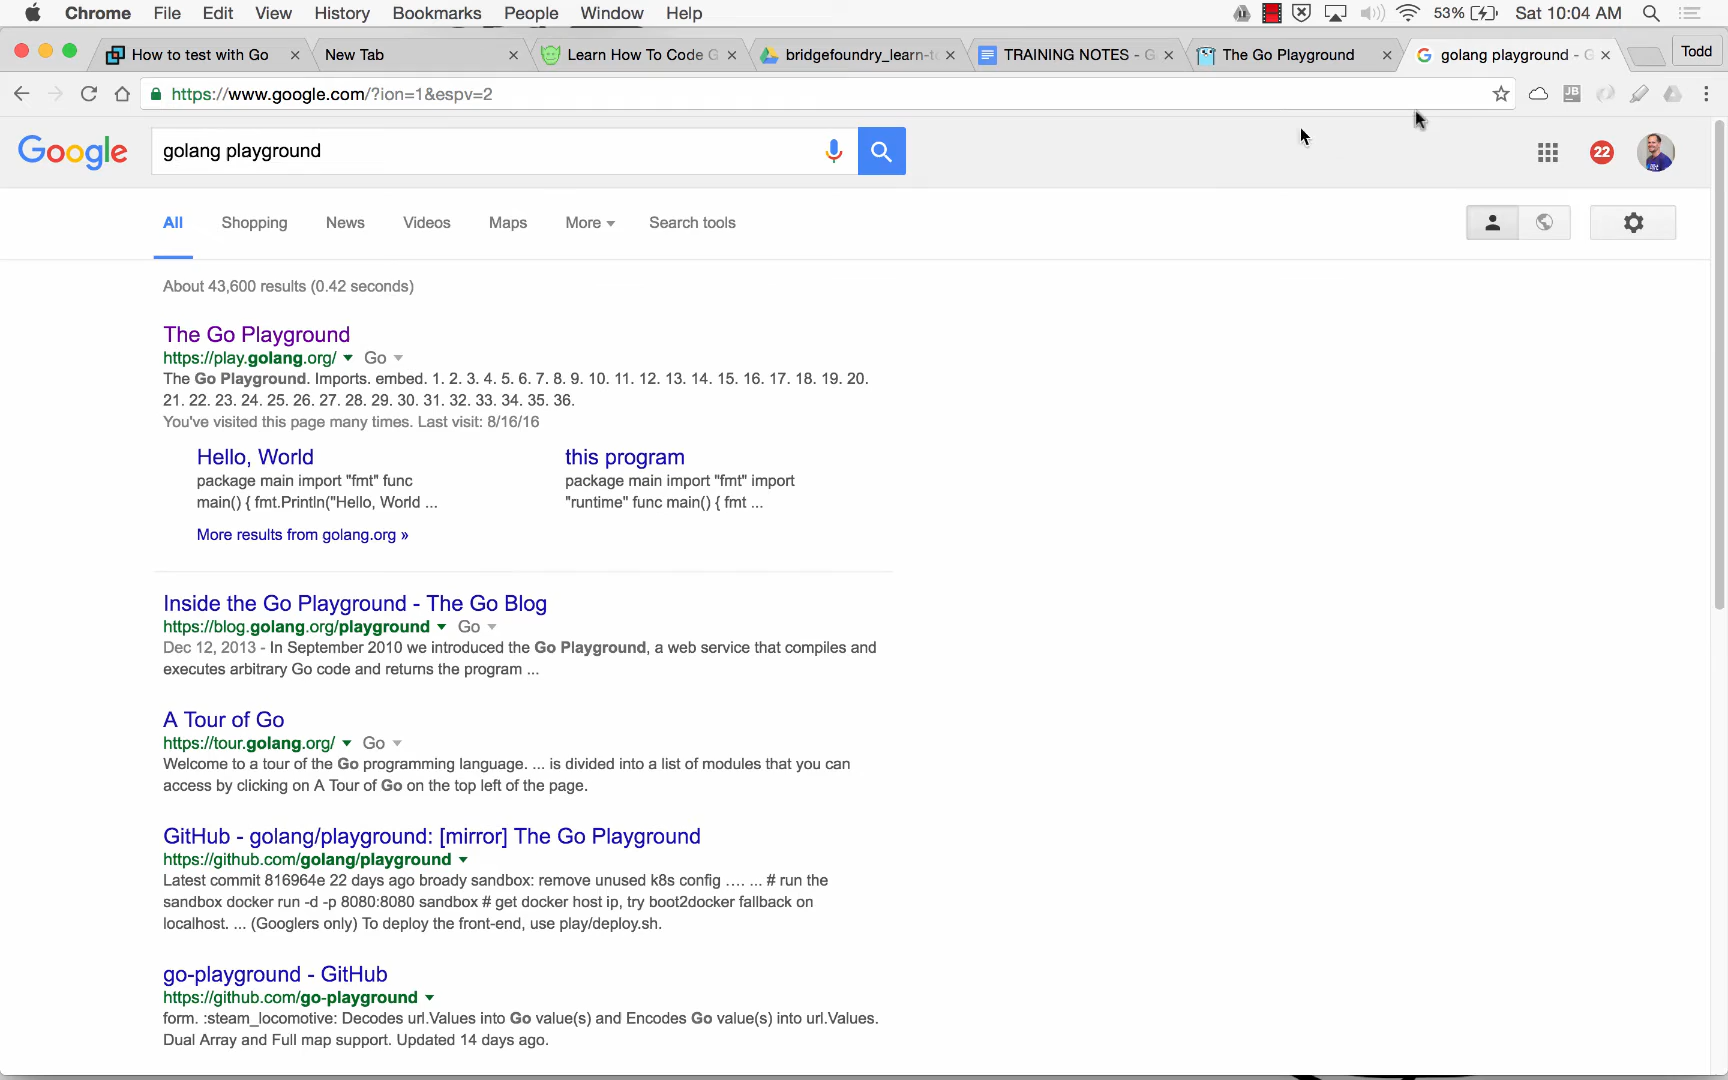 Chrome File Edit View History Bookmarks People Window Help 53% Sat 10:04 AM
How to test with Go New Tab Learn How To Code G bridgefoundry_learn-t TRAINING NOTES - G The Go Playground golang playground - G Todd
https://www.google.com/?ion=1&espv=2 JB
Google golang playground 22
All Shopping News Videos Maps More Search tools
About 43,600 results (0.42 seconds)
The Go Playground
https://play.golang.org/ Go
The Go Playground. Imports. embed. 1. 2. 3. 4. 5. 6. 7. 8. 9. 10. 11. 12. 13. 14. 15. 16. 17. 18. 19. 20.
21. 22. 23. 24. 25. 26. 27. 28. 29. 30. 31. 32. 33. 34. 35. 36.
You've visited this page many times. Last visit: 8/16/16
Hello, World
package main import "fmt" func
main() { fmt.Println("Hello, World ...
this program
package main import "fmt" import
"runtime" func main() { fmt ...
More results from golang.org »
Inside the Go Playground - The Go Blog
https://blog.golang.org/playground Go
Dec 12, 2013 - In September 2010 we introduced the Go Playground, a web service that compiles and
executes arbitrary Go code and returns the program ...
A Tour of Go
https://tour.golang.org/ Go
Welcome to a tour of the Go programming language. ... is divided into a list of modules that you can
access by clicking on A Tour of Go on the top left of the page.
GitHub - golang/playground: [mirror] The Go Playground
https://github.com/golang/playground
Latest commit 816964e 22 days ago broady sandbox: remove unused k8s config .... ... # run the
sandbox docker run -d -p 8080:8080 sandbox # get docker host ip, try boot2docker fallback on
localhost. ... (Googlers only) To deploy the front-end, use play/deploy.sh.
go-playground - GitHub
https://github.com/go-playground
form. :steam_locomotive: Decodes url.Values into Go value(s) and Encodes Go value(s) into url.Values.
Dual Array and Full map support. Updated 14 days ago.